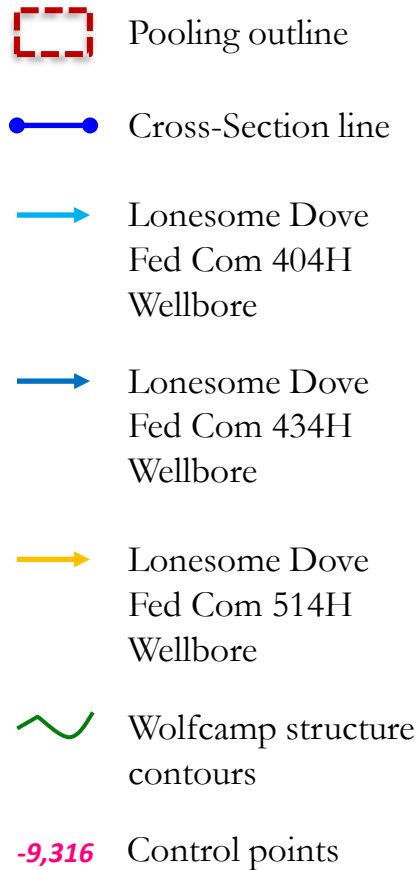 Pooling outline
Cross-Section line
Lonesome Dove
Fed Com 404H
Wellbore
Lonesome Dove
Fed Com 434H
Wellbore
Lonesome Dove
Fed Com 514H
Wellbore
Wolfcamp structure
contours
-9,316 Control points